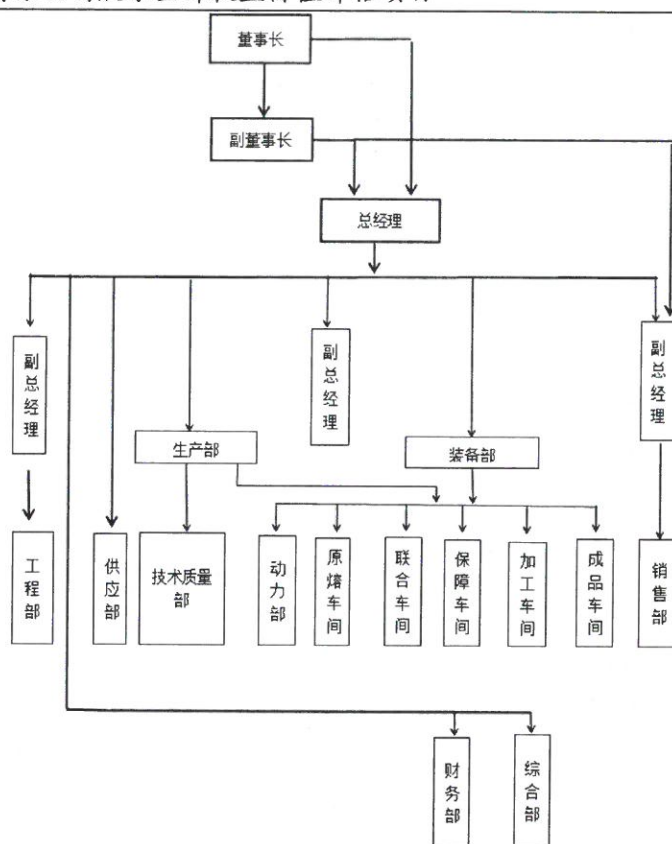 董事长
副董事长
总经理
副总经理
副总经理
副总经理
生产部
装备部
工程部
供应部
技术质量
部
动力部
原熔车间
联合车间
保障车间
加工车间
成品车间
销售部
财务部
综合部